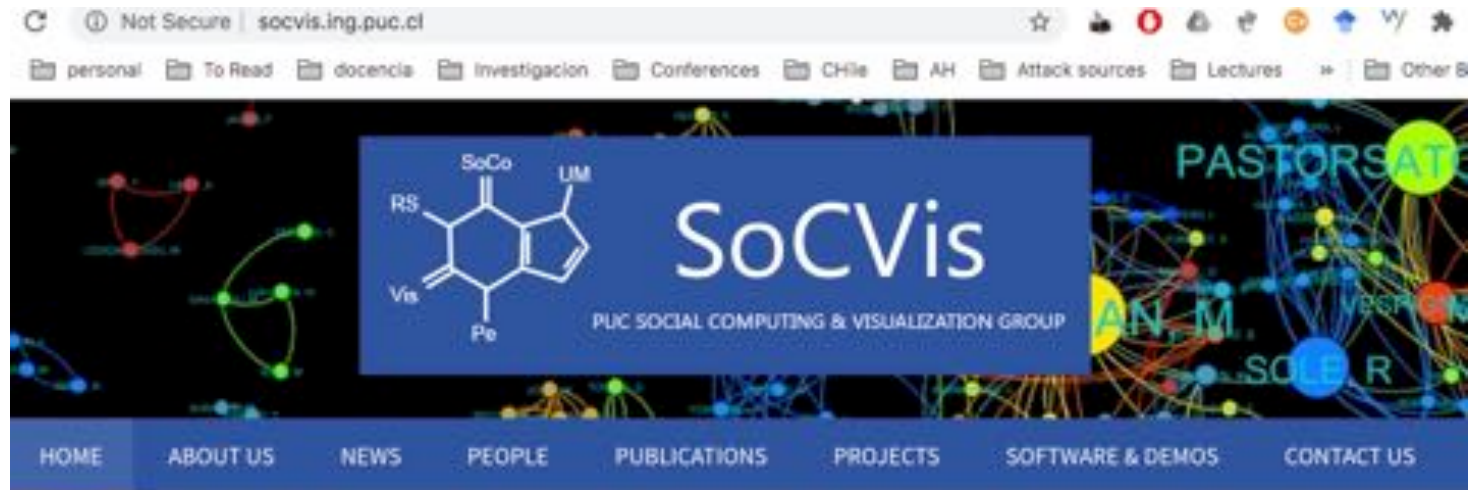 Not Secure | socvis.ing.puc.cl
personal To Read docencia Investigacion Conferences CHile AH Attack sources Lectures » Other B
SoCo
UM
RS
Vis
Pe
SoCVis
PUC SOCIAL COMPUTING & VISUALIZATION GROUP
PASTORSATO
AN, M
SOLE, R
HOME ABOUT US NEWS PEOPLE PUBLICATIONS PROJECTS SOFTWARE & DEMOS CONTACT US